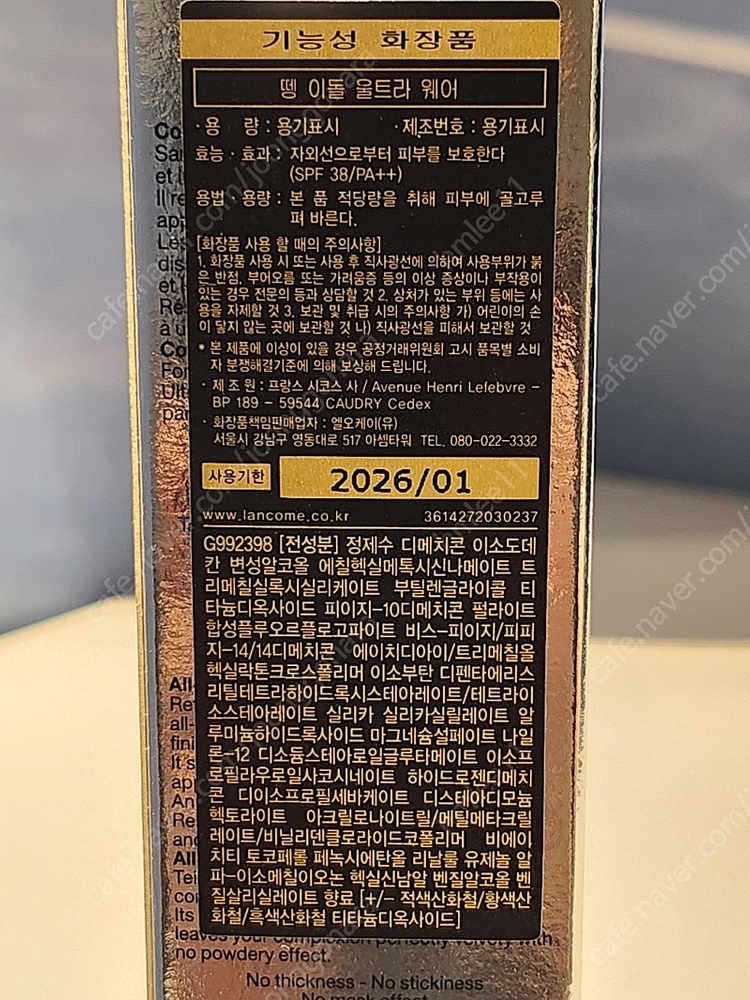 기능성 화장품
뗑 이돌 울트라 웨어
· 용 량 : 용기표시 · 제조번호 : 용기표시
효능 · 효과 : 자외선으로부터 피부를 보호한다
(SPF 38/PA++)
용법 · 용량 : 본 품 적당량을 취해 피부에 골고루
펴 바른다.
[화장품 사용 할 때의 주의사항]
1. 화장품 사용 시 또는 사용 후 직사광선에 의하여 사용부위가 붉
은 반점, 부어오름 또는 가려움증 등의 이상 증상이나 부작용이
있는 경우 전문의 등과 상담할 것 2. 상처가 있는 부위 등에는 사
용을 자제할 것 3. 보관 및 취급 시의 주의사항 가) 어린이의 손
이 닿지 않는 곳에 보관할 것 나) 직사광선을 피해서 보관할 것
* 본 제품에 이상이 있을 경우 공정거래위원회 고시 품목별 소비
자 분쟁해결기준에 의해 보상해 드립니다.
· 제 조 원 : 프랑스 시코스 사 / Avenue Henri Lefebvre -
BP 189 - 59544 CAUDRY Cedex
· 화장품책임판매업자 : 엘오케이(유)
서울시 강남구 영동대로 517 아셈타워 TEL. 080-022-3332
사용기한 2026/01
www.lancome.co.kr 3614272030237
G992398 [전성분] 정제수 디메치콘 이소도데
칸 변성알코올 에칠헥실메톡시신나메이트 트
리메칠실록시실리케이트 부틸렌글라이콜 티
타늄디옥사이드 피이지-10디메치콘 펄라이트
합성플루오르플로고파이트 비스-피이지/피피
지-14/14디메치콘 에이치디아이/트리메칠올
헥실락톤크로스폴리머 이소부탄 디펜타에리스
리틸테트라하이드록시스테아레이트/테트라이
소스테아레이트 실리카 실리카실릴레이트 알
루미늄하이드록사이드 마그네슘설페이트 나일
론-12 디소듐스테아로일글루타메이트 이소프
로필라우로일사코시네이트 하이드로젠디메치
콘 디이소프로필세바케이트 디스테아디모늄
헥토라이트 아크릴로나이트릴/메틸메타크릴
레이트/비닐리덴클로라이드코폴리머 비에이
치티 토코페롤 페녹시에탄올 리날룰 유제놀 알
파-이소메칠이오논 헥실신남알 벤질알코올 벤
질살리실레이트 향료 [+/- 적색산화철/황색산
화철/흑색산화철 티타늄디옥사이드]
leaves your complexion perfectly velvety with
no powdery effect.
No thickness - No stickiness
No mask effect